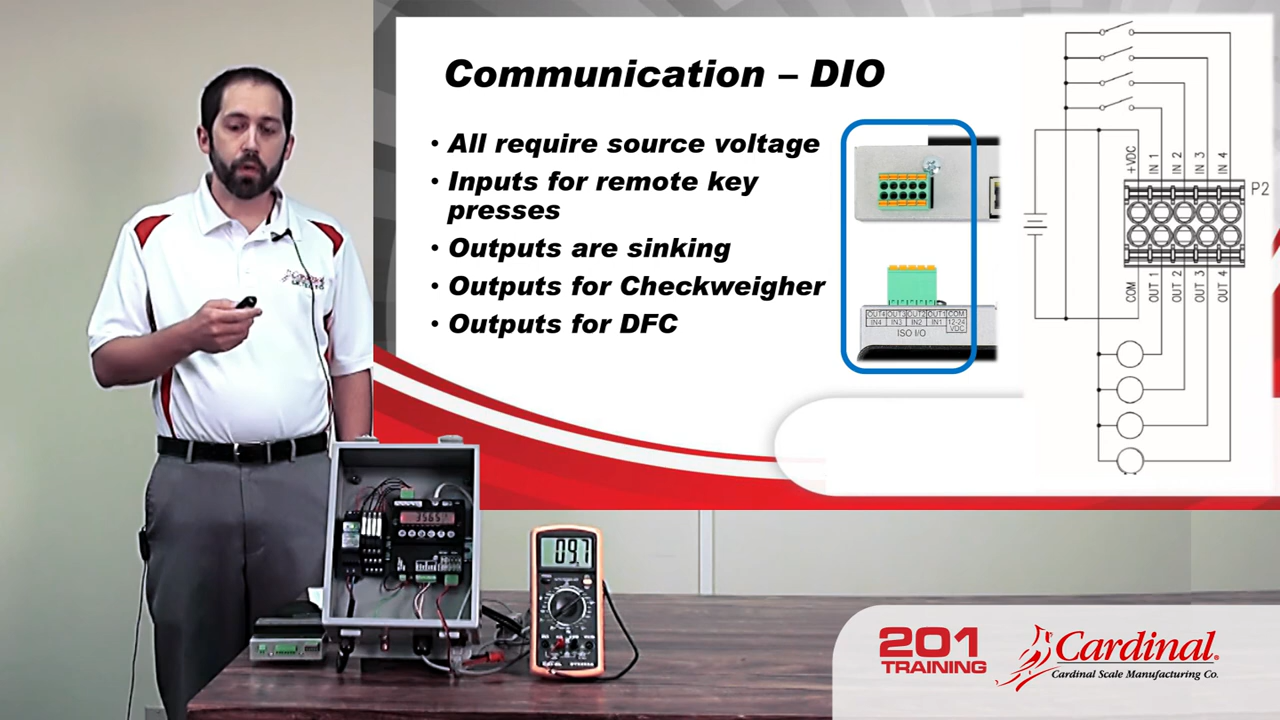 Communication – DIO
• All require source voltage
• Inputs for remote key
presses
• Outputs are sinking
• Outputs for Checkweigher
• Outputs for DFC
OUT4 OUT3 OUT2 OUT1 COM
IN4 IN3 IN2 IN1 12-24
VDC
ISO I/O
+VDC
IN 1
IN 2
IN 3
IN 4
P2
COM
OUT 1
OUT 2
OUT 3
OUT 4
Cardinal
09.7
201
TRAINING
Cardinal®
Cardinal Scale Manufacturing Co.